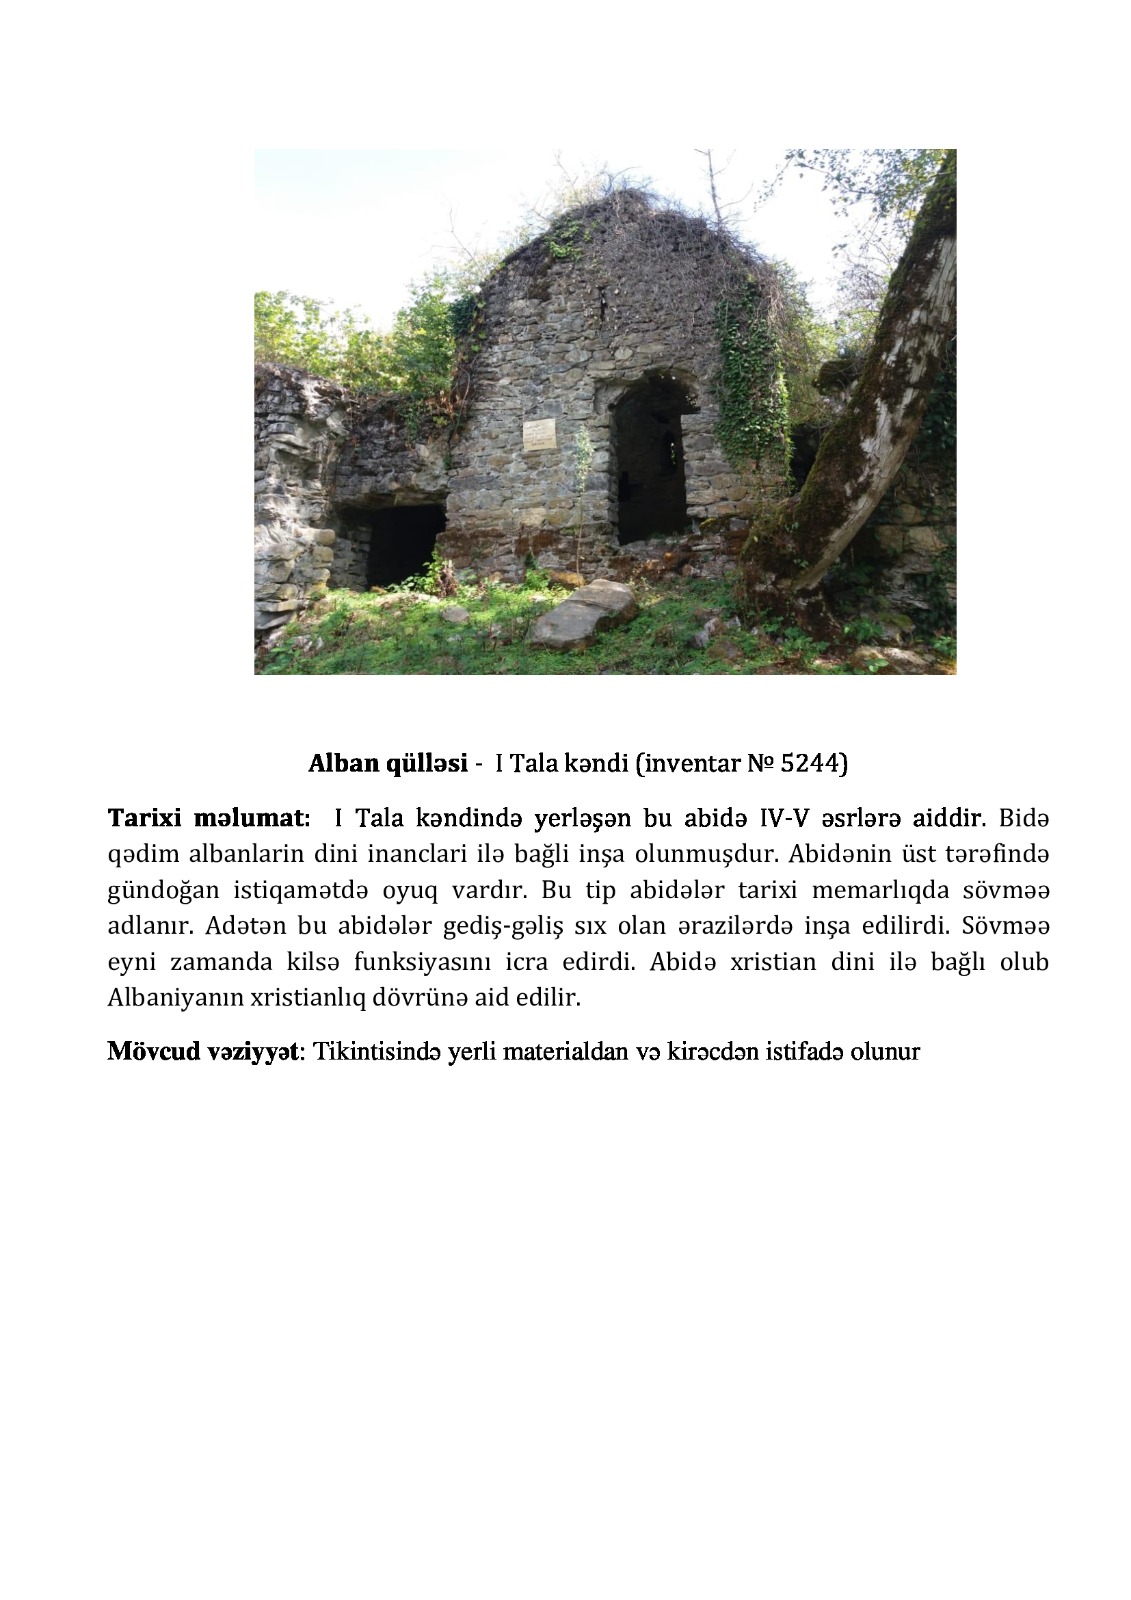 Alban qülləsi - I Tala kəndi (inventar № 5244)
Tarixi məlumat: I Tala kəndində yerləşən bu abidə IV-V əsrlərə aiddir. Bidə
qədim albanlarin dini inanclari ilə bağli inşa olunmuşdur. Abidənin üst tərəfində
gündoğan istiqamətdə oyuq vardır. Bu tip abidələr tarixi memarlıqda sövməə
adlanır. Adətən bu abidələr gediş-gəliş sıx olan ərazilərdə inşa edilirdi. Sövməə
eyni zamanda kilsə funksiyasını icra edirdi. Abidə xristian dini ilə bağlı olub
Albaniyanın xristianlıq dövrünə aid edilir.
Mövcud vəziyyət: Tikintisində yerli materialdan və kirəcdən istifadə olunur